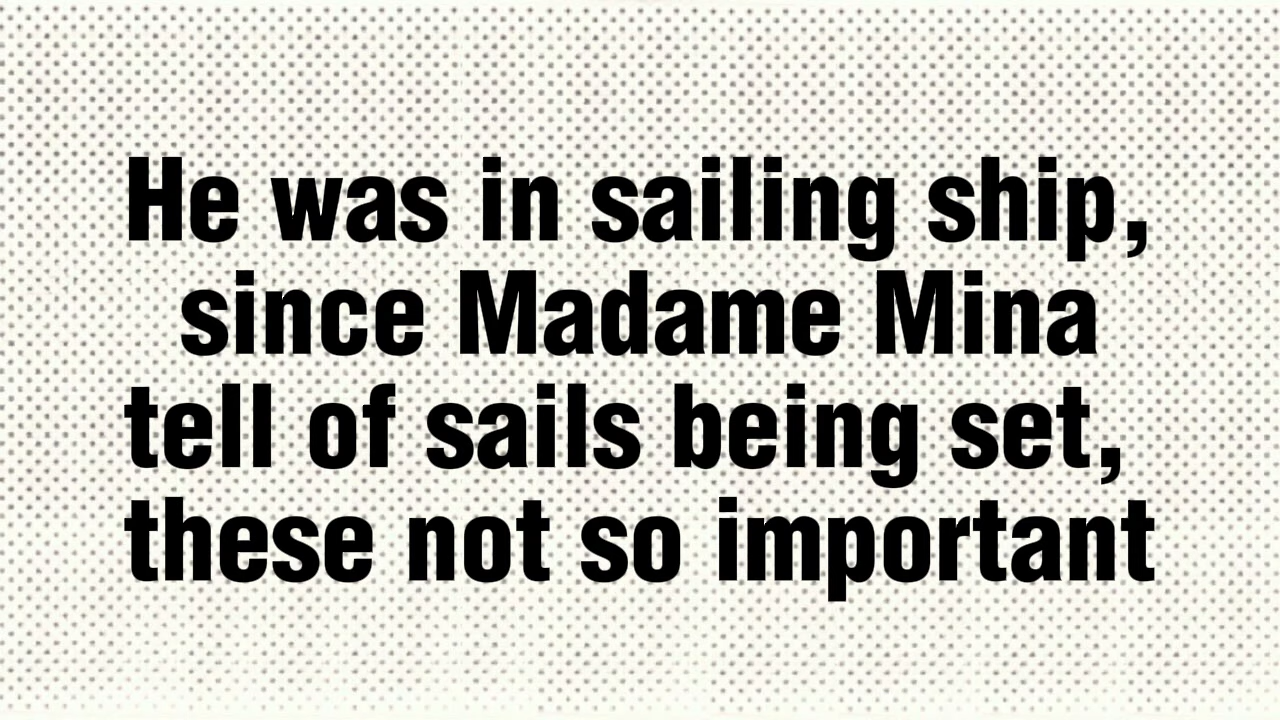 He was in sailing ship,
since Madame Mina
tell of sails being set,
these not so important